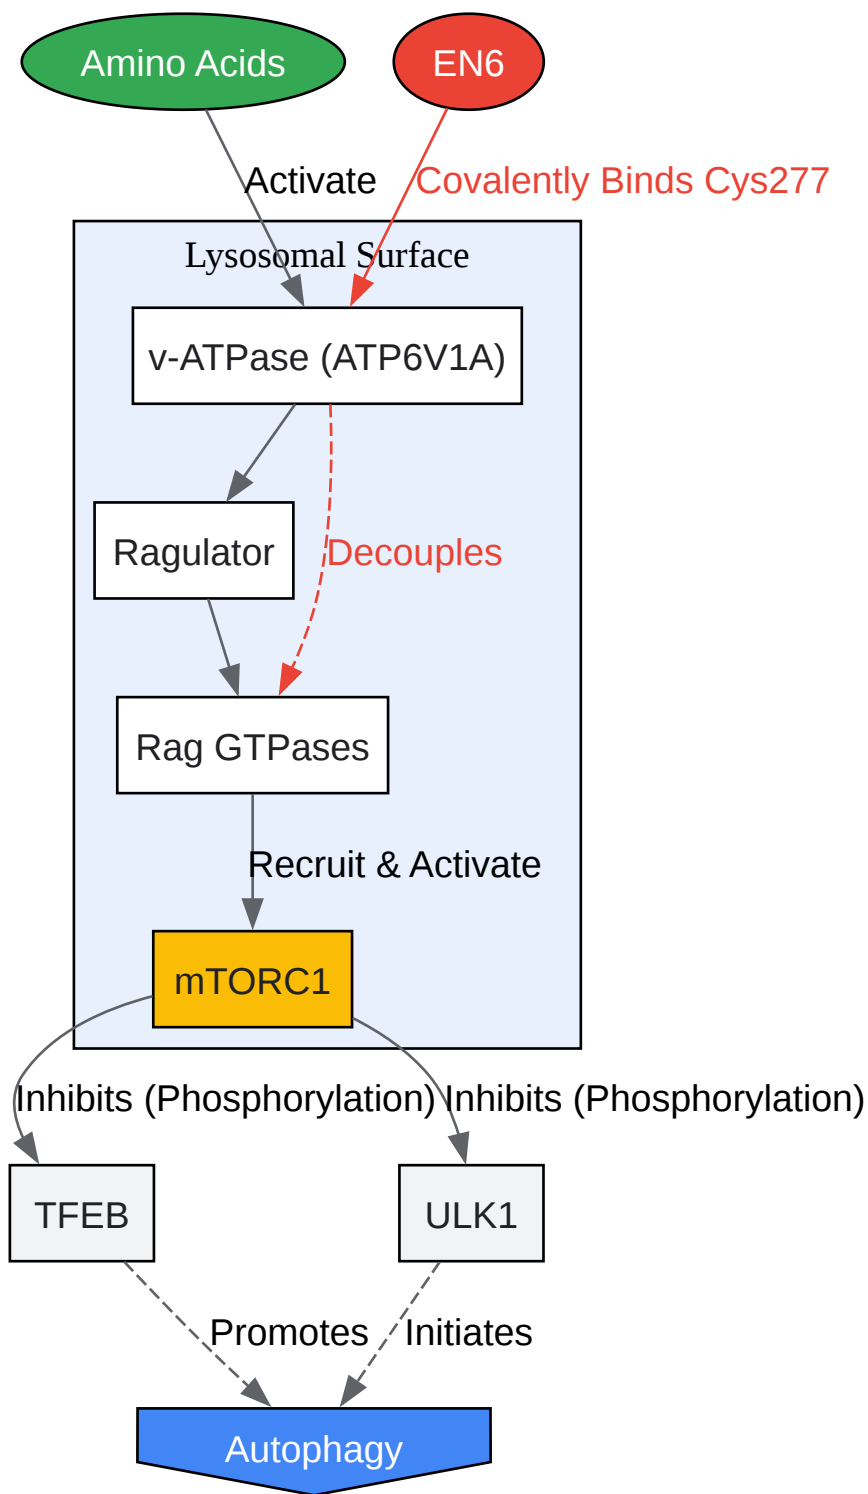 Amino Acids
EN6
Activate
Covalently Binds Cys277
Lysosomal Surface
v-ATPase (ATP6V1A)
Ragulator
Decouples
Rag GTPases
Recruit & Activate
mTORC1
Inhibits (Phosphorylation)
Inhibits (Phosphorylation)
TFEB
ULK1
Promotes
Initiates
Autophagy